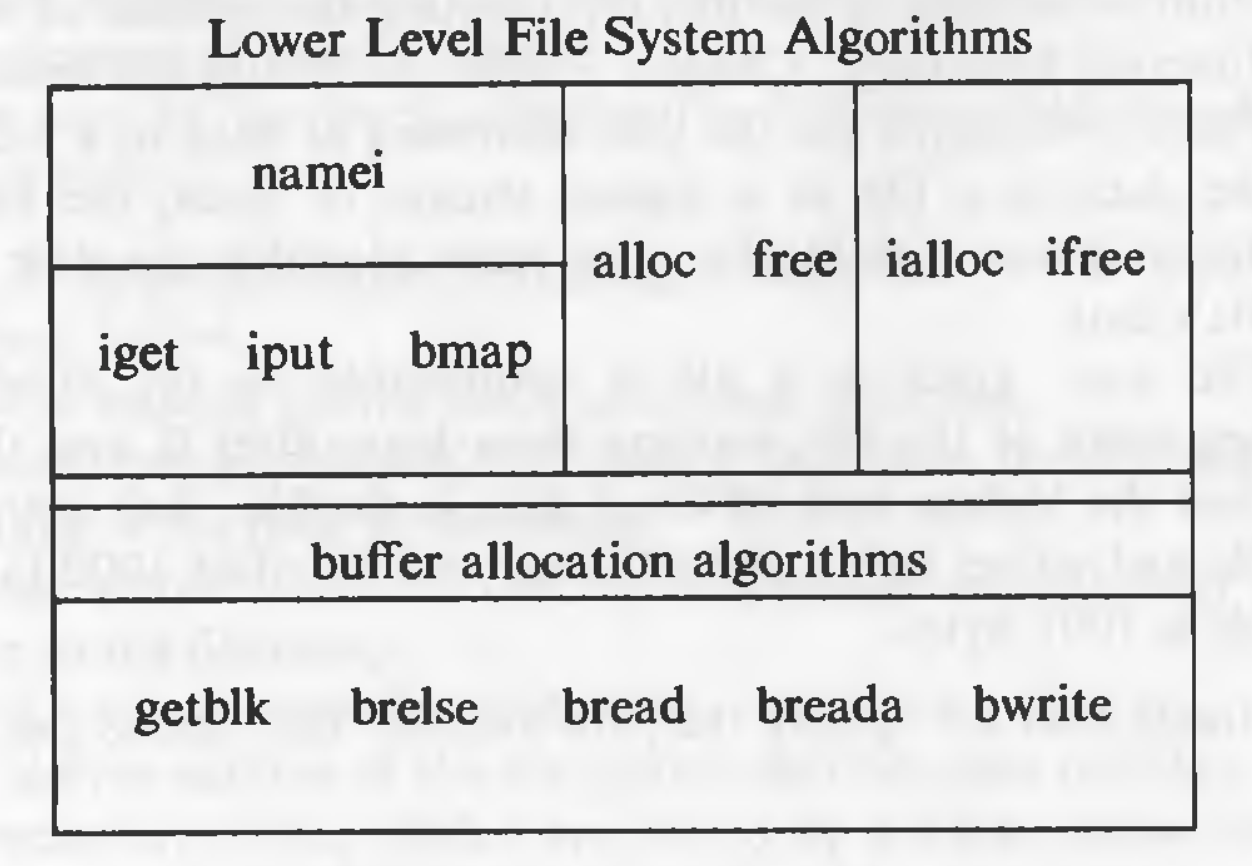 Lower Level File System Algorithms
namei
alloc free ialloc ifree
iget iput bmap
buffer allocation algorithms
getblk brelse bread breada bwrite